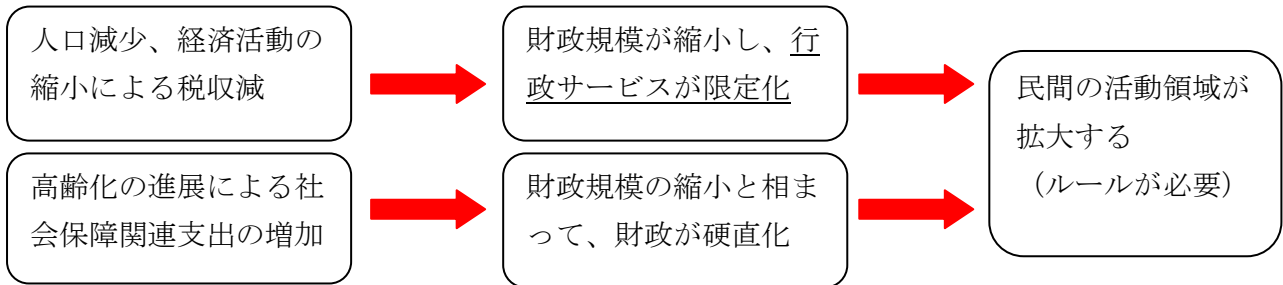 人口減少、経済活動の
縮小による税収減
財政規模が縮小し、行
政サービスが限定化
民間の活動領域が
拡大する
（ルールが必要）
高齢化の進展による社
会保障関連支出の増加
財政規模の縮小と相ま
って、財政が硬直化